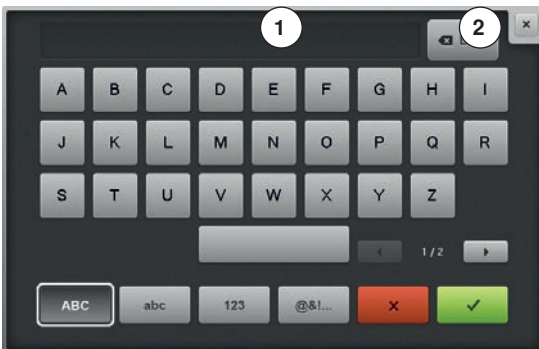 1 2 ×
A B C D E F G H I
J K L M N O P Q R
S T U V W X Y Z
1/2
ABC abc 123 @&!... × ✓